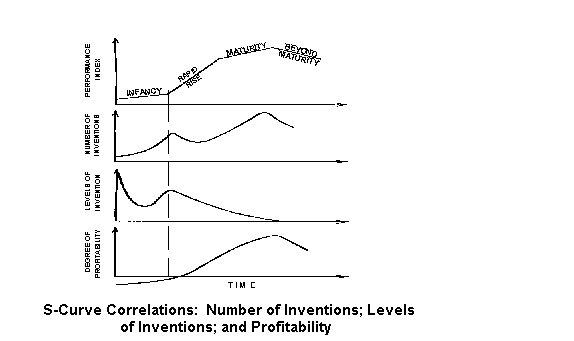 PERFORMANCE
INDEX
INFANCY
RAPID
RISE
MATURITY
BEYOND
MATURITY
NUMBER OF
INVENTIONS
LEVELS OF
INVENTION
DEGREE OF
PROFITABILITY
TIME
S-Curve Correlations: Number of Inventions; Levels
of Inventions; and Profitability